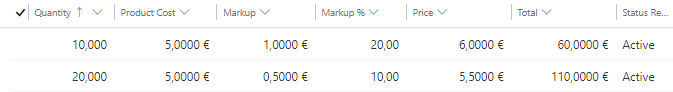 Quantity Product Cost Markup Markup % Price Total Status Re...
10,000 5,0000 € 1,0000 € 20,00 6,0000 € 60,0000 € Active
20,000 5,0000 € 0,5000 € 10,00 5,5000 € 110,0000 € Active